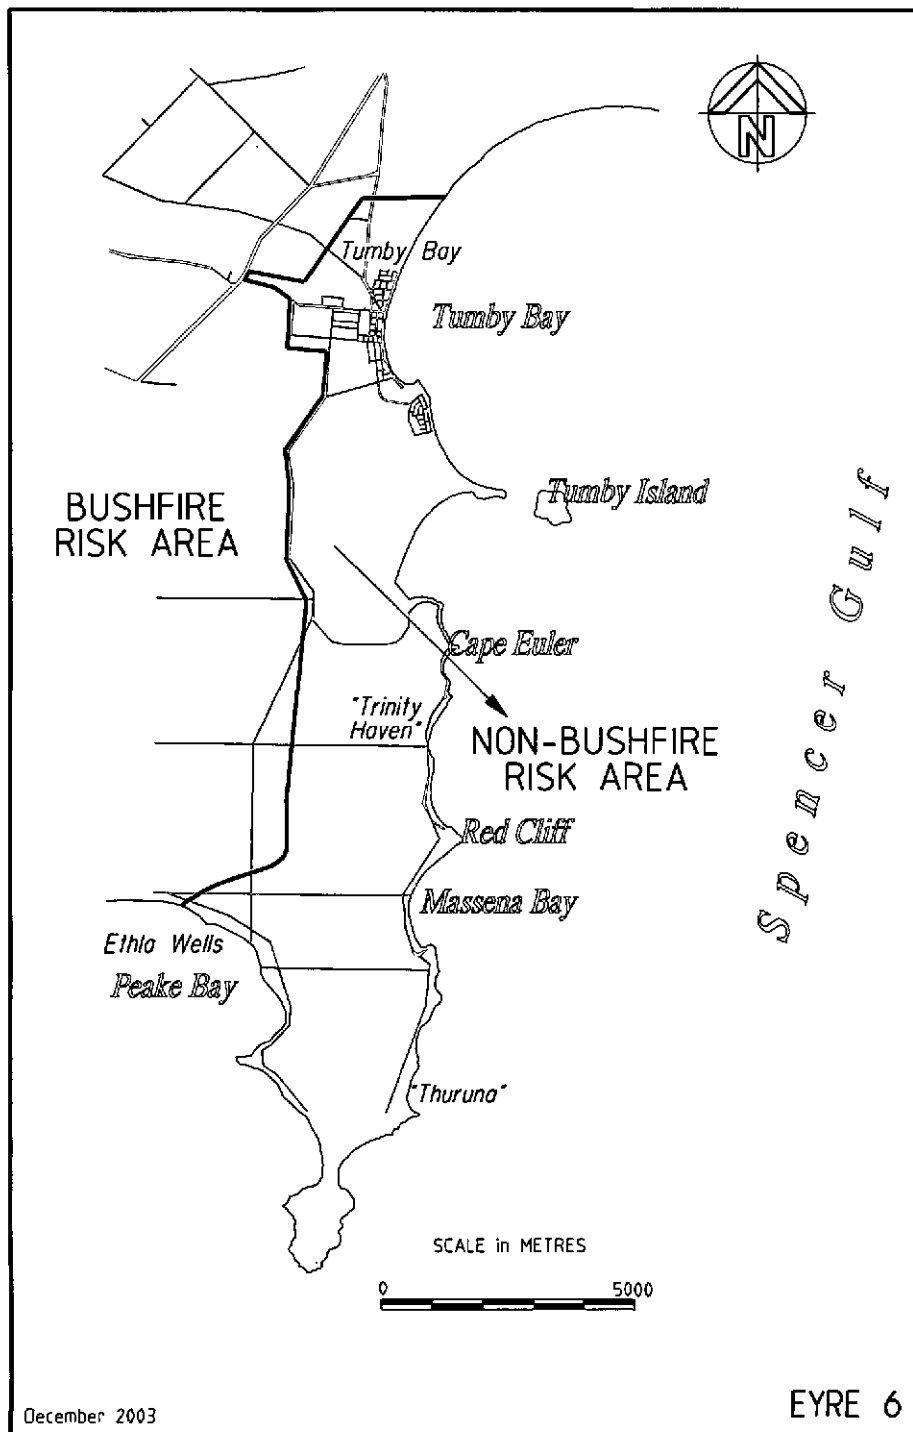 N
Tumby Bay
Tumby Bay
Tumby Island
BUSHFIRE
RISK AREA
Spencer Gulf
Cape Euler
"Trinity
Haven"
NON-BUSHFIRE
RISK AREA
Red Cliff
Massena Bay
Ethla Wells
Peake Bay
"Thuruna"
SCALE in METRES
0 5000
December 2003
EYRE 6